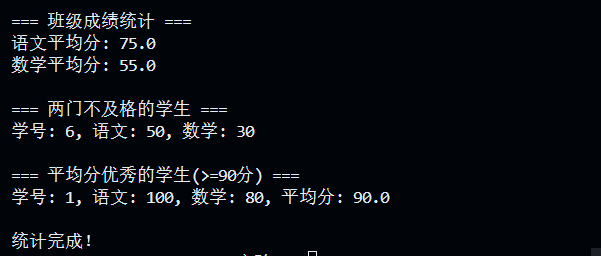 === 班级成绩统计 ===
语文平均分: 75.0
数学平均分: 55.0
=== 两门不及格的学生 ===
学号: 6, 语文: 50, 数学: 30
=== 平均分优秀的学生(>=90分) ===
学号: 1, 语文: 100, 数学: 80, 平均分: 90.0
统计完成!